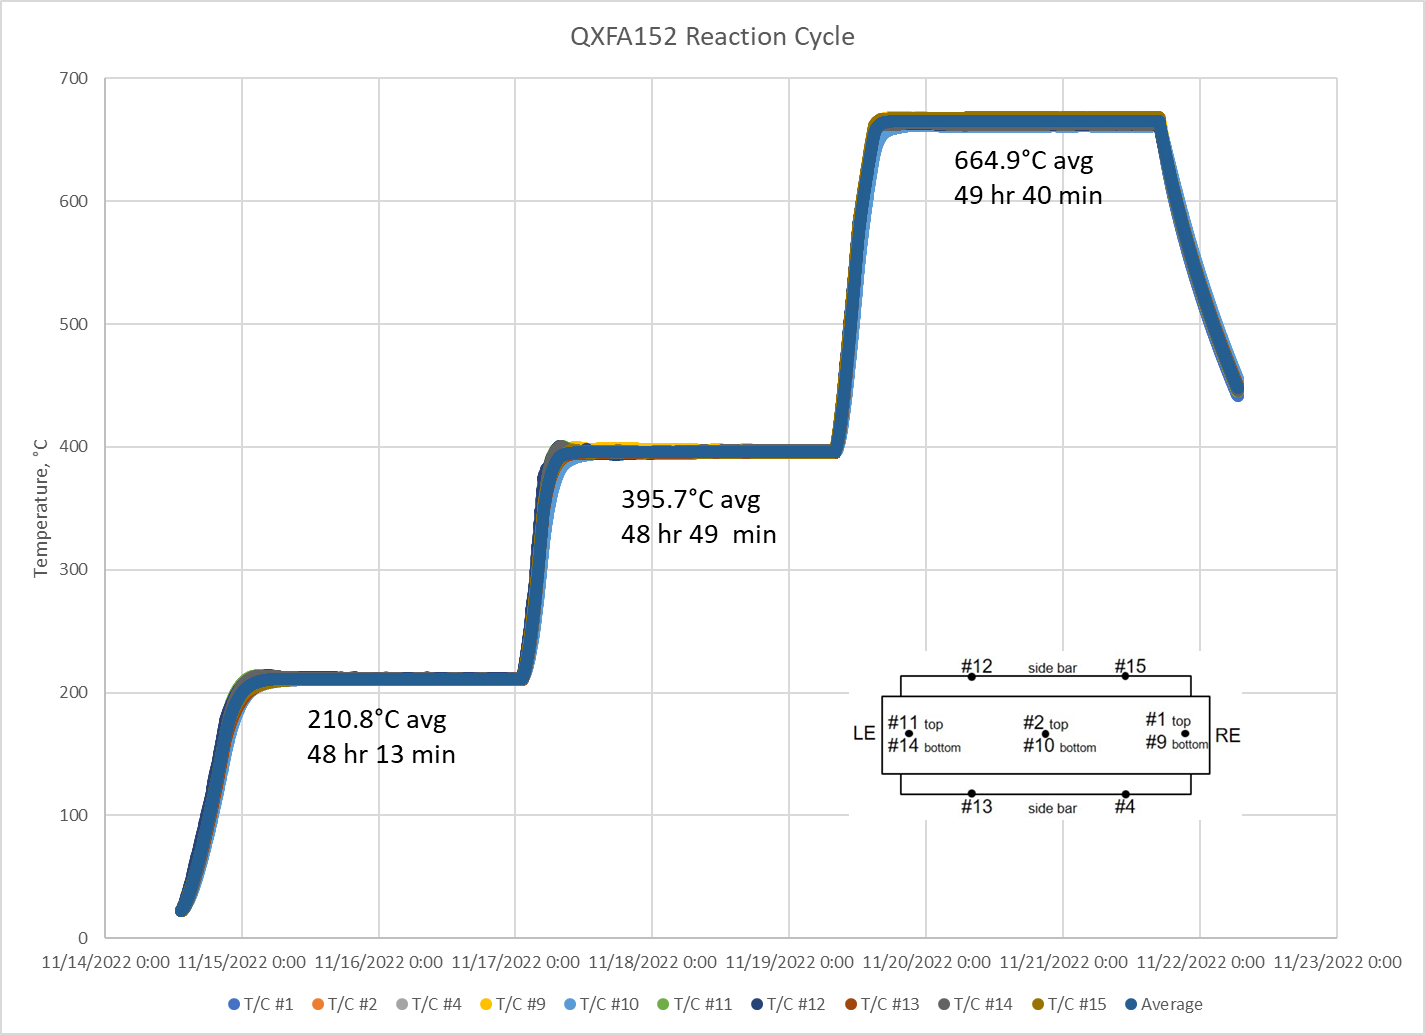 QXFA152 Reaction Cycle
700
600
500
400
300
200
100
0
Temperature, °C
664.9°C avg
49 hr 40 min
395.7°C avg
48 hr 49  min
210.8°C avg
48 hr 13 min
#12 side bar #15
LE #11 top #2 top #1 top RE
#14 bottom #10 bottom #9 bottom
#13 side bar #4
11/14/2022 0:00 11/15/2022 0:00 11/16/2022 0:00 11/17/2022 0:00 11/18/2022 0:00 11/19/2022 0:00 11/20/2022 0:00 11/21/2022 0:00 11/22/2022 0:00 11/23/2022 0:00
T/C #1 T/C #2 T/C #4 T/C #9 T/C #10 T/C #11 T/C #12 T/C #13 T/C #14 T/C #15 Average